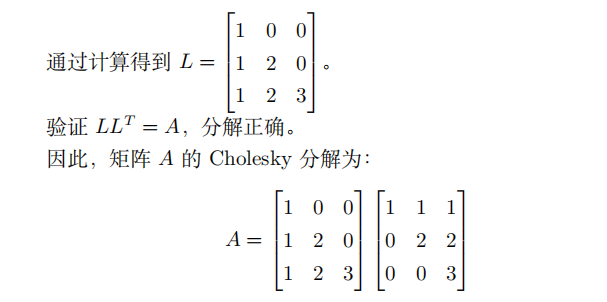 通过计算得到 L = [1 0 0; 1 2 0; 1 2 3]。
验证 LLᵀ = A，分解正确。
因此，矩阵 A 的 Cholesky 分解为：
A = [1 0 0; 1 2 0; 1 2 3] [1 1 1; 0 2 2; 0 0 3]